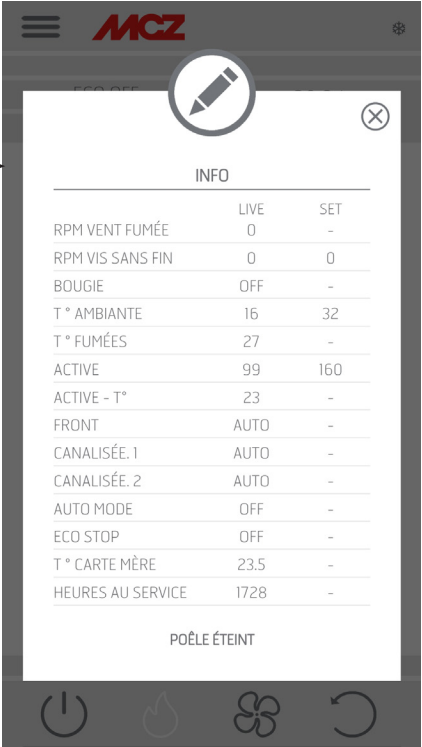 MCZ
ECO OFF
INFO
LIVE SET
RPM VENT FUMÉE 0 -
RPM VIS SANS FIN 0 0
BOUGIE OFF -
T ° AMBIANTE 16 32
T ° FUMÉES 27 -
ACTIVE 99 160
ACTIVE - T° 23 -
FRONT AUTO -
CANALISÉE. 1 AUTO -
CANALISÉE. 2 AUTO -
AUTO MODE OFF -
ECO STOP OFF -
T ° CARTE MÈRE 23.5 -
HEURES AU SERVICE 1728 -
POÊLE ÉTEINT